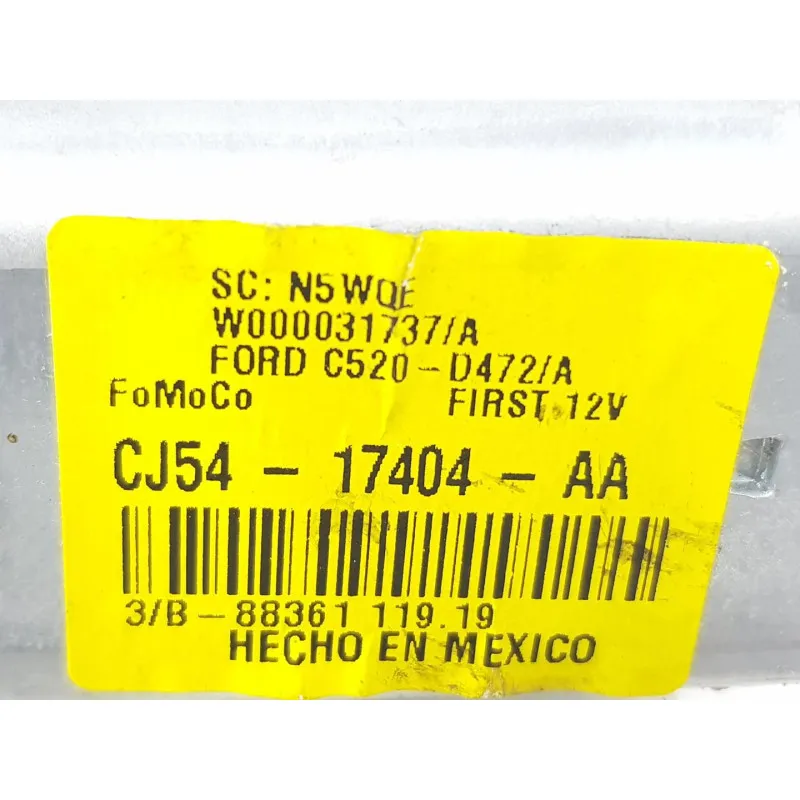 SC: N5WQE
W000031737/A
FORD C520-D472/A
FoMoCo FIRST 12V
CJ54-17404-AA
3/B-88361 119.19
HECHO EN MEXICO